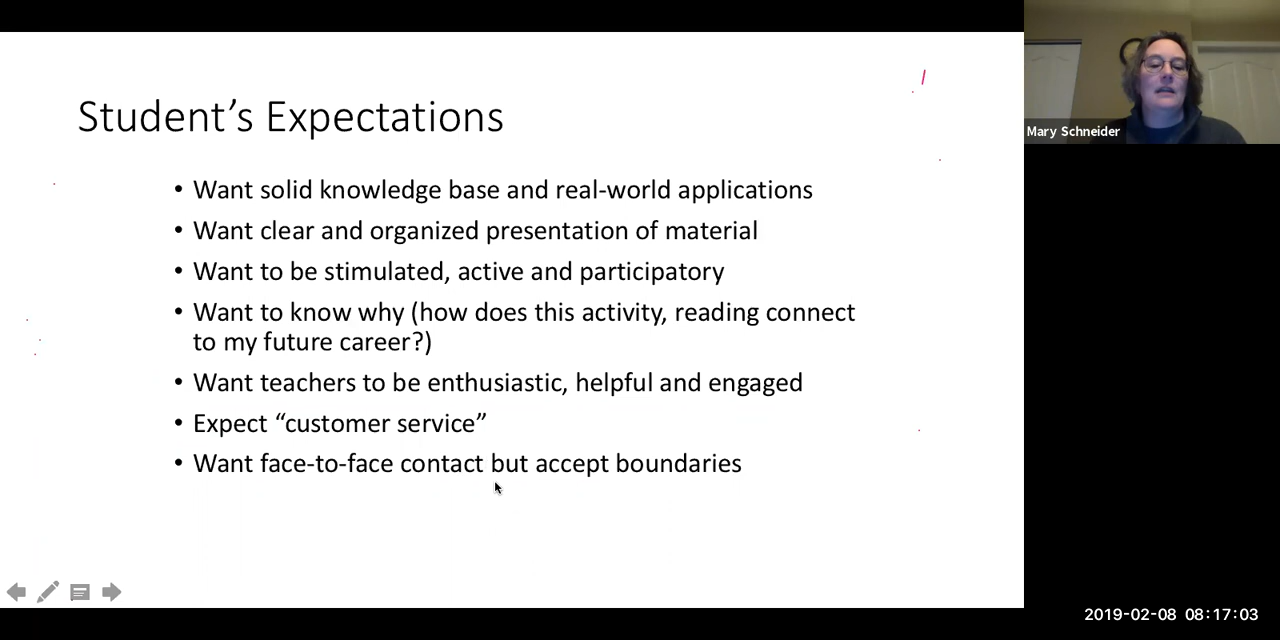 Student’s Expectations
• Want solid knowledge base and real-world applications
• Want clear and organized presentation of material
• Want to be stimulated, active and participatory
• Want to know why (how does this activity, reading connect
to my future career?)
• Want teachers to be enthusiastic, helpful and engaged
• Expect “customer service”
• Want face-to-face contact but accept boundaries
Mary Schneider
2019-02-08 08:17:03